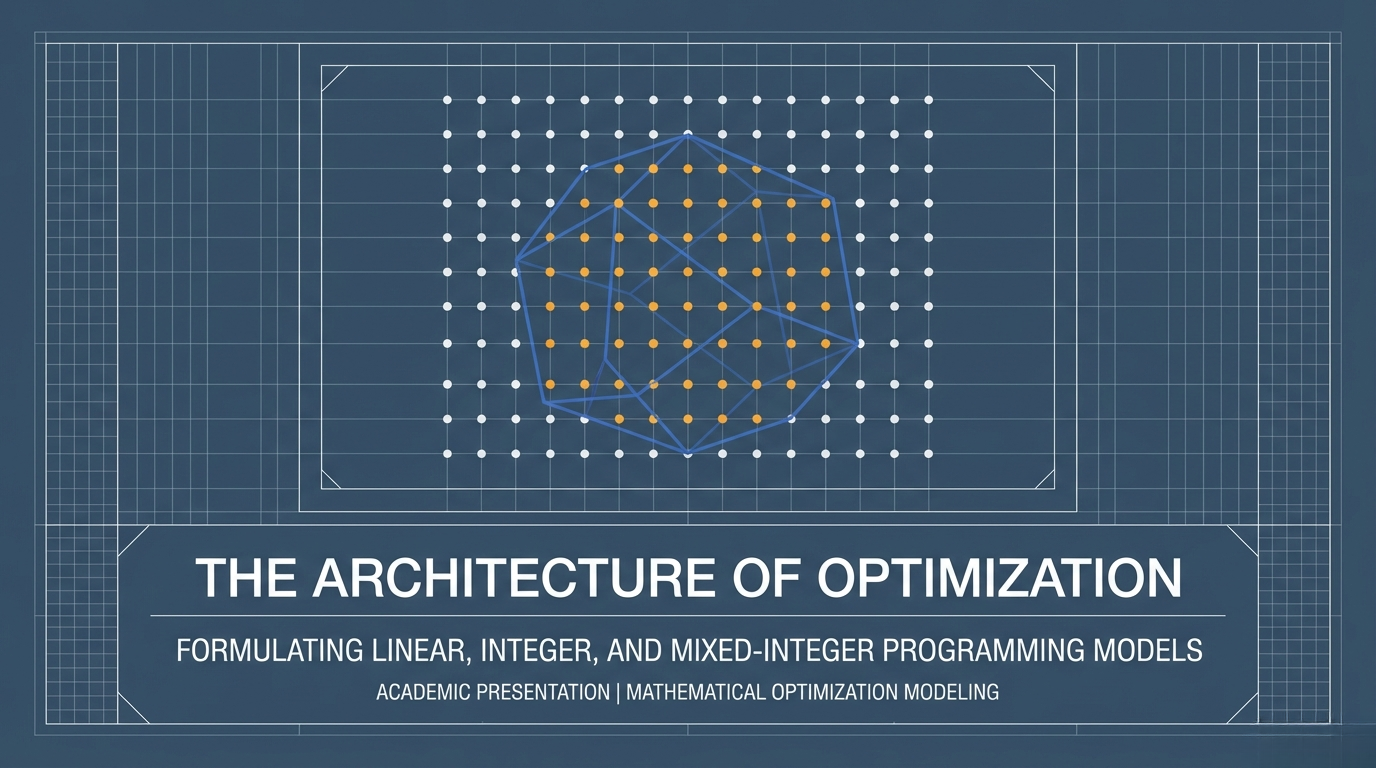 THE ARCHITECTURE OF OPTIMIZATION
FORMULATING LINEAR, INTEGER, AND MIXED-INTEGER PROGRAMMING MODELS
ACADEMIC PRESENTATION | MATHEMATICAL OPTIMIZATION MODELING